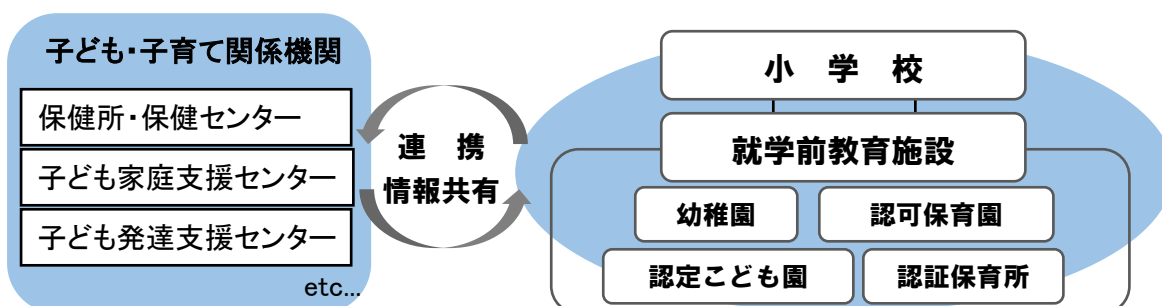 子ども・子育て関係機関
保健所・保健センター
子ども家庭支援センター
子ども発達支援センター
etc...
連 携
情報共有
小 学 校
就学前教育施設
幼稚園
認可保育園
認定こども園
認証保育所